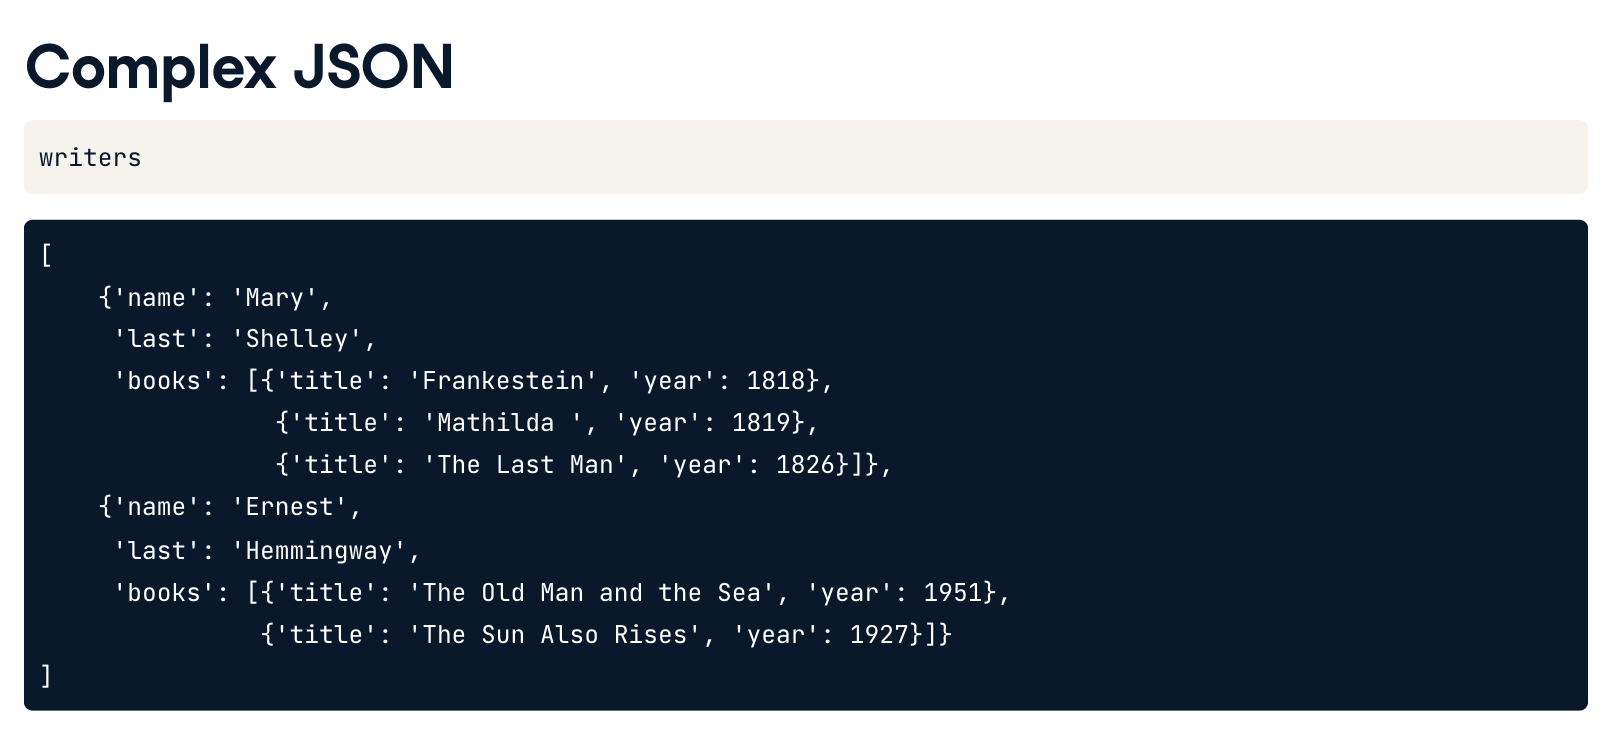 Complex JSON
writers
[
    {'name': 'Mary',
     'last': 'Shelley',
     'books': [{'title': 'Frankestein', 'year': 1818},
                {'title': 'Mathilda ', 'year': 1819},
                {'title': 'The Last Man', 'year': 1826}]},
    {'name': 'Ernest',
     'last': 'Hemmingway',
     'books': [{'title': 'The Old Man and the Sea', 'year': 1951},
               {'title': 'The Sun Also Rises', 'year': 1927}]}
]